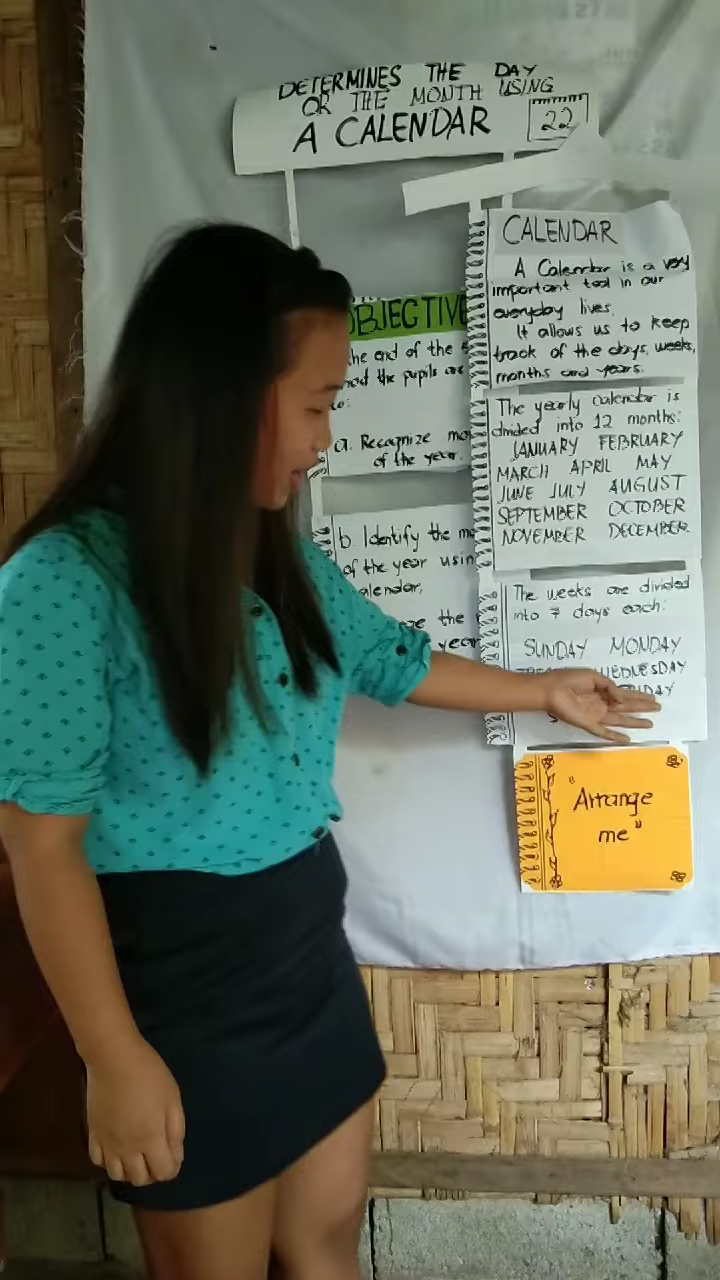 DETERMINES THE DAY
OR THE MONTH USING
A CALENDAR
22
OBJECTIVE
the end of the
the pupils are
a. Recognize
of the year.
b. Identify the
of the year
the
year
CALENDAR
A Calendar is a very
important tool in our
everyday lives.
It allows us to keep
track of the days, weeks,
months and years.
The yearly calendar is
divided into 12 months:
JANUARY FEBRUARY
MARCH APRIL MAY
JUNE JULY AUGUST
SEPTEMBER OCTOBER
NOVEMBER DECEMBER
The weeks are divided
into 7 days each:
SUNDAY MONDAY
WEDNESDAY
"Arrange
me"